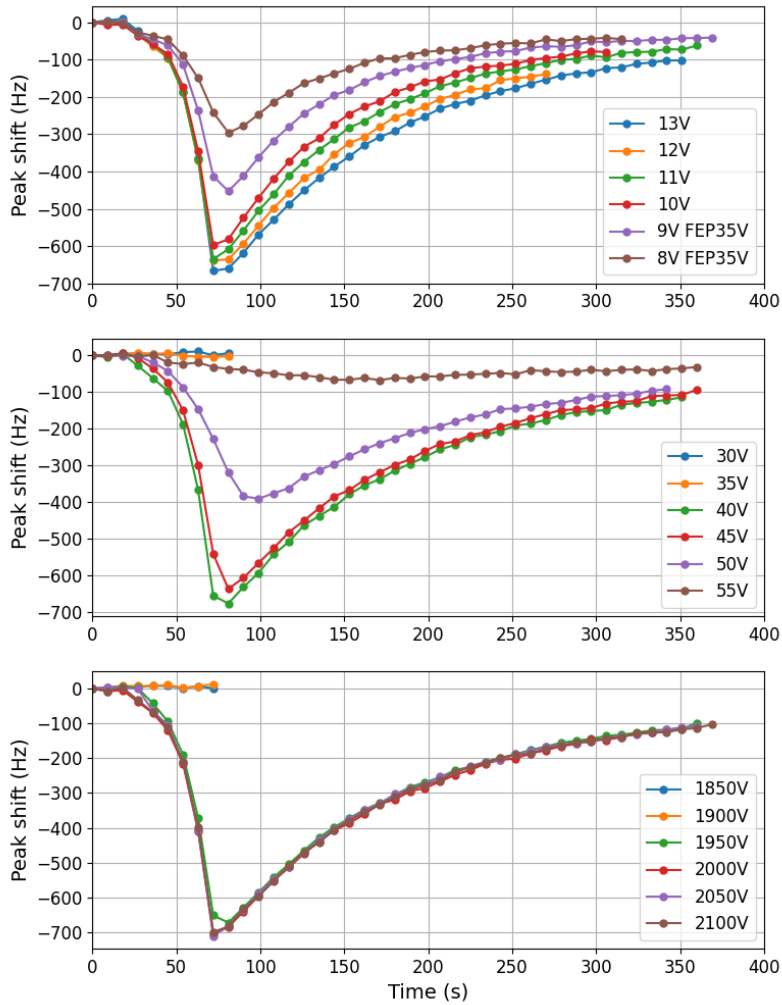 0
−100
−200
−300
−400
−500
−600
−700
Peak shift (Hz)
13V
12V
11V
10V
9V FEP35V
8V FEP35V
0 50 100 150 200 250 300 350 400
0
−100
−200
−300
−400
−500
−600
−700
Peak shift (Hz)
30V
35V
40V
45V
50V
55V
0 50 100 150 200 250 300 350 400
0
−100
−200
−300
−400
−500
−600
−700
Peak shift (Hz)
1850V
1900V
1950V
2000V
2050V
2100V
0 50 100 150 200 250 300 350 400
Time (s)